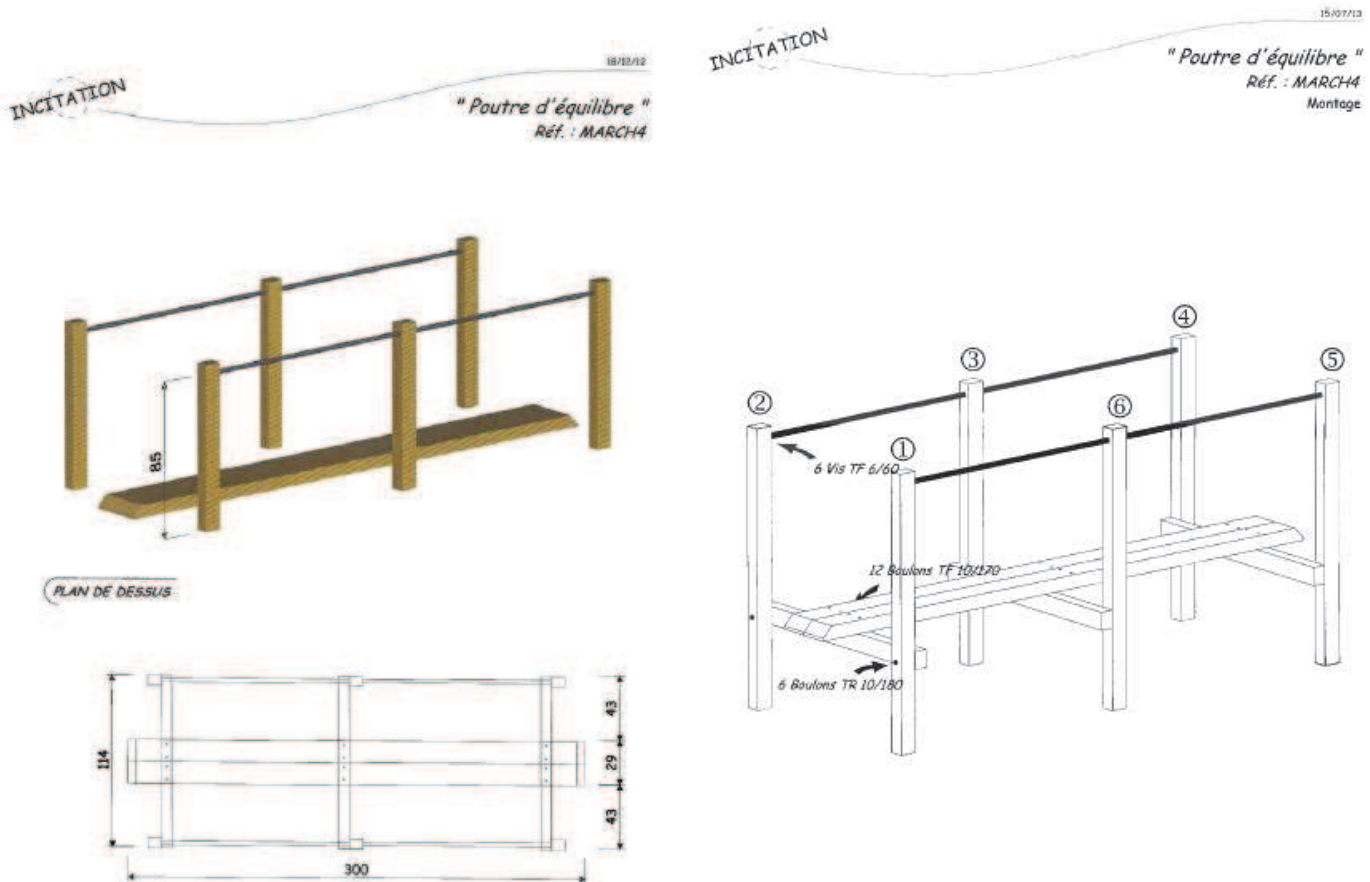 INCITATION
18/12/12
" Poutre d'équilibre "
Réf. : MARCH4
85
PLAN DE DESSUS
114
43
29
43
300
INCITATION
15/07/13
" Poutre d'équilibre "
Réf. : MARCH4
Montage
④
③
⑤
②
⑥
①
6 Vis TF 6/60
12 Boulons TF 10/170
6 Boulons TR 10/180